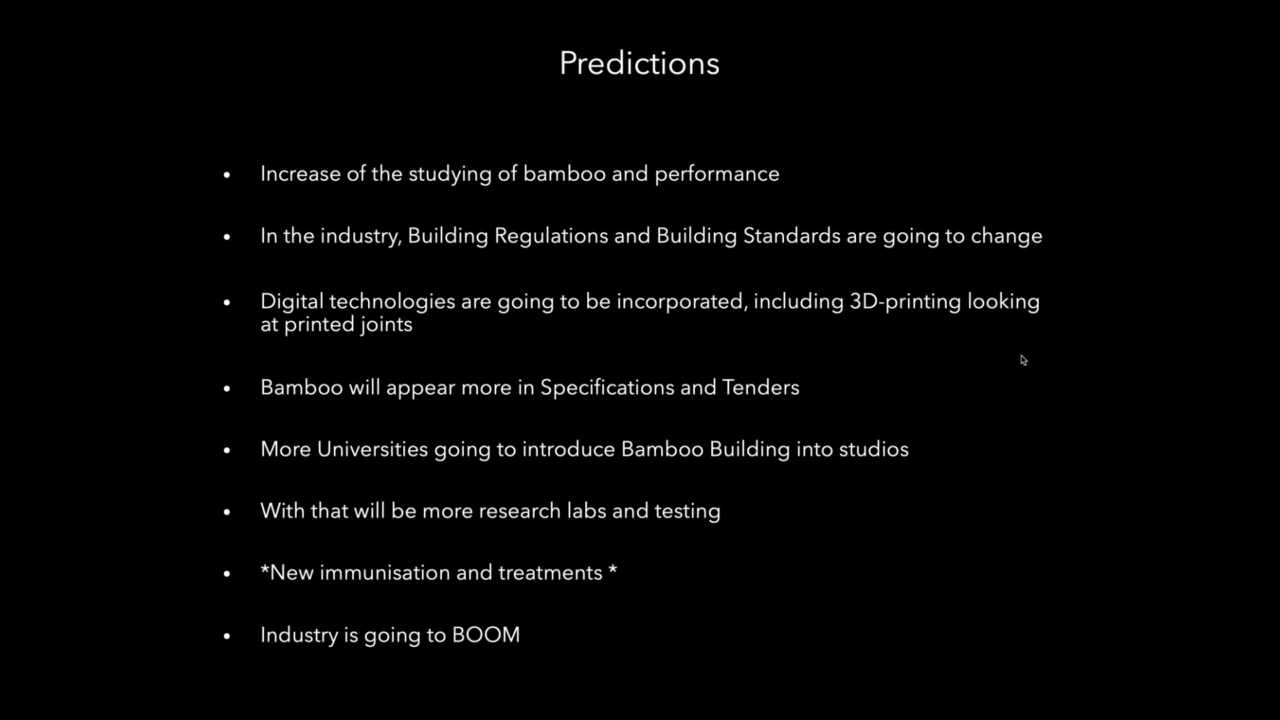 Predictions
• Increase of the studying of bamboo and performance
• In the industry, Building Regulations and Building Standards are going to change
• Digital technologies are going to be incorporated, including 3D-printing looking
at printed joints
• Bamboo will appear more in Specifications and Tenders
• More Universities going to introduce Bamboo Building into studios
• With that will be more research labs and testing
• *New immunisation and treatments *
• Industry is going to BOOM